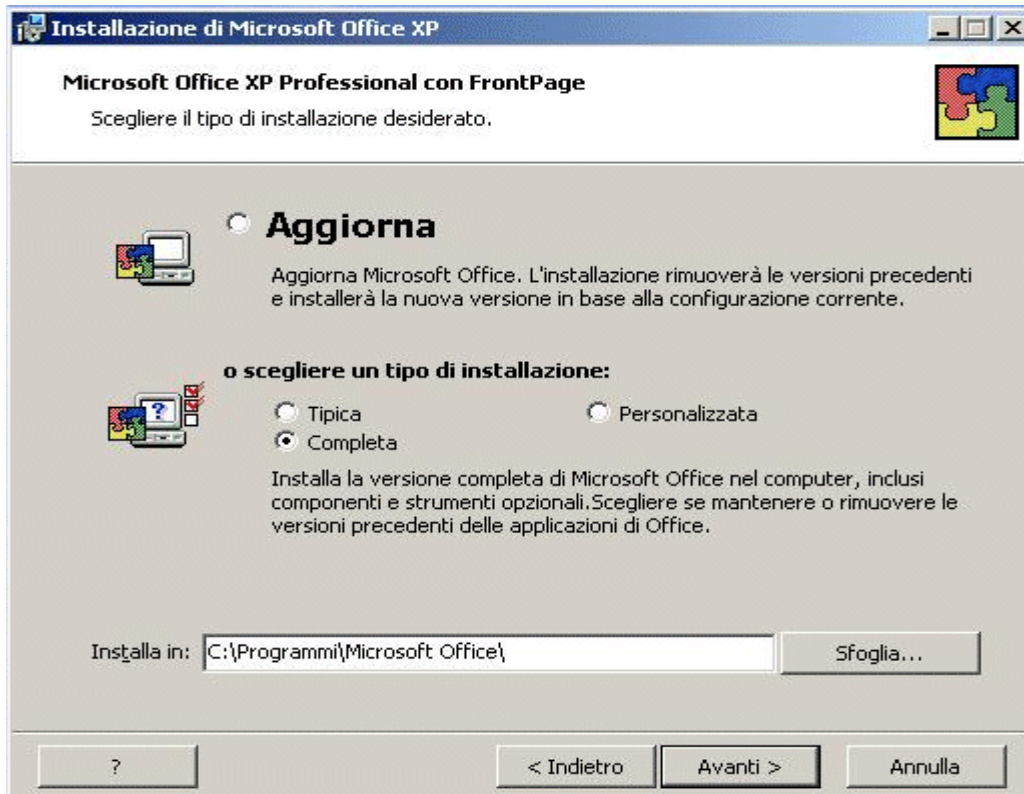 Installazione di Microsoft Office XP
Microsoft Office XP Professional con FrontPage
Scegliere il tipo di installazione desiderato.
Aggiorna
Aggiorna Microsoft Office. L'installazione rimuoverà le versioni precedenti
e installerà la nuova versione in base alla configurazione corrente.
o scegliere un tipo di installazione:
?
Tipica Personalizzata
Completa
Installa la versione completa di Microsoft Office nel computer, inclusi
componenti e strumenti opzionali.Scegliere se mantenere o rimuovere le
versioni precedenti delle applicazioni di Office.
Installa in: C:\Programmi\Microsoft Office\ Sfoglia...
? < Indietro Avanti > Annulla